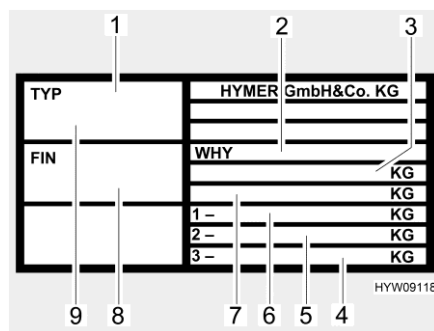 1 2 3
TYP HYMER GmbH&Co. KG
FIN WHY
KG
KG
1 – KG
2 – KG
3 – KG
HYW09118
9 8 7 6 5 4